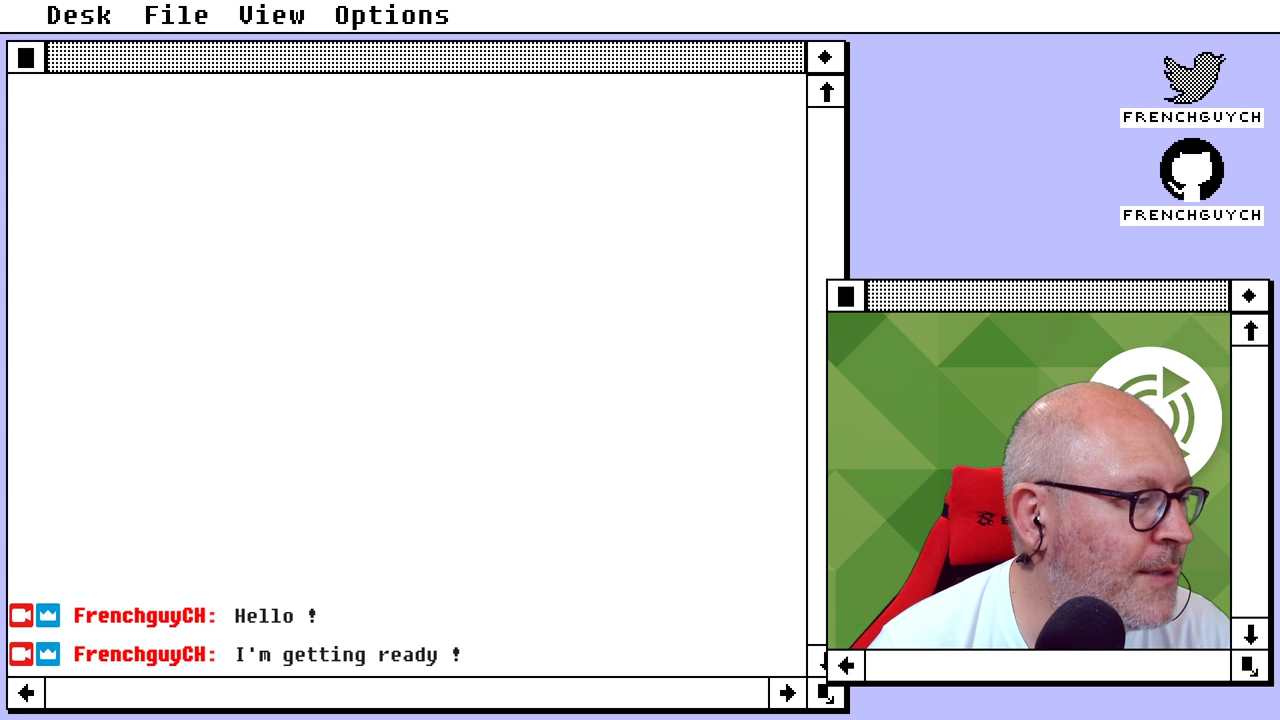 Desk File View Options
FRENCHGUYCH
FRENCHGUYCH
FrenchguyCH: Hello !
FrenchguyCH: I'm getting ready !